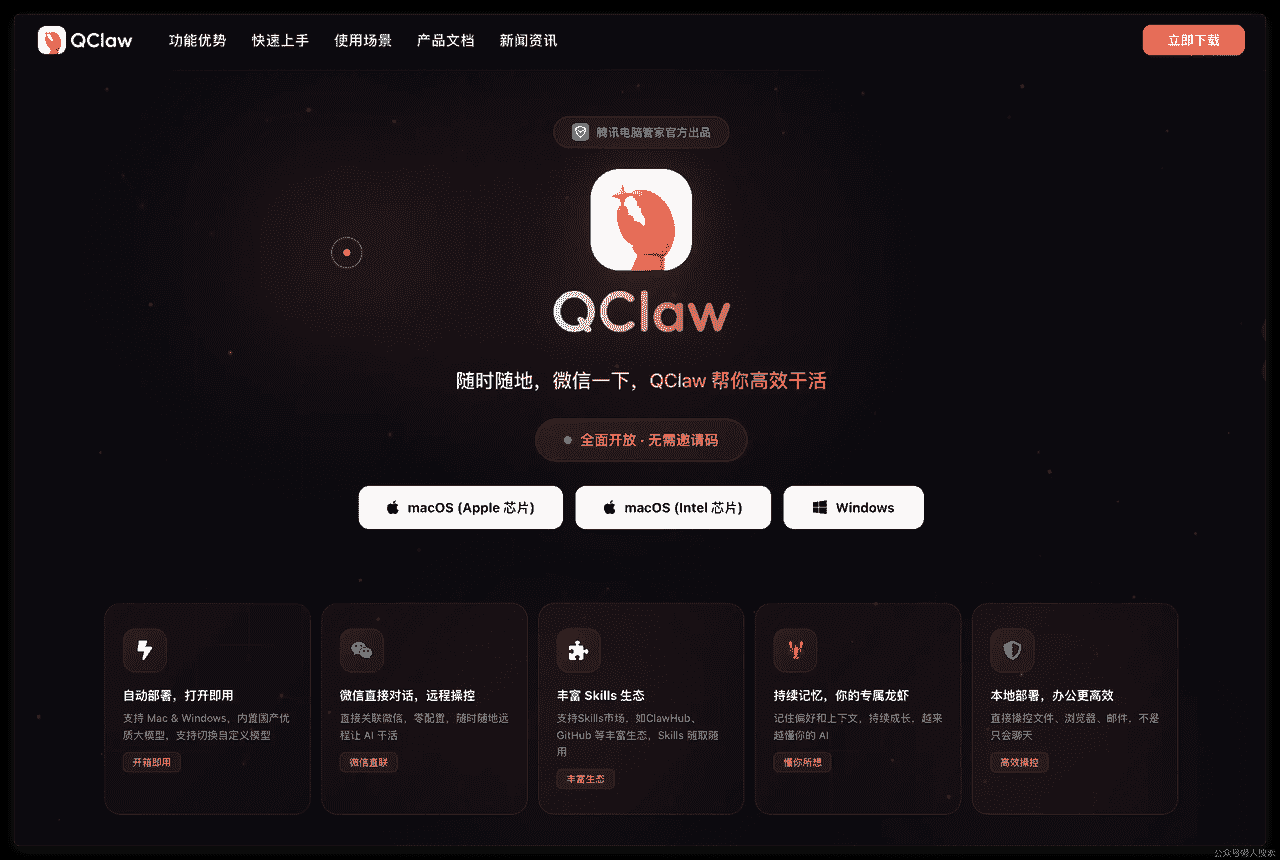 QClaw
功能优势
快速上手
使用场景
产品文档
新闻资讯
立即下载
腾讯电脑管家官方出品
QClaw
随时随地，微信一下，QClaw 帮你高效干活
全面开放 · 无需邀请码
macOS (Apple 芯片)
macOS (Intel 芯片)
Windows
自动部署，打开即用
支持 Mac & Windows，内置国产优
质大模型，支持切换自定义模型
开箱即用
微信直接对话，远程操控
直接关联微信，零配置，随时随地远
程让 AI 干活
微信直联
丰富 Skills 生态
支持Skills市场，如ClawHub、
GitHub 等丰富生态，Skills 随取随
用
丰富生态
持续记忆，你的专属龙虾
记住偏好和上下文，持续成长，越来
越懂你的 AI
懂你所想
本地部署，办公更高效
直接操控文件、浏览器、邮件，不是
只会聊天
高效操控